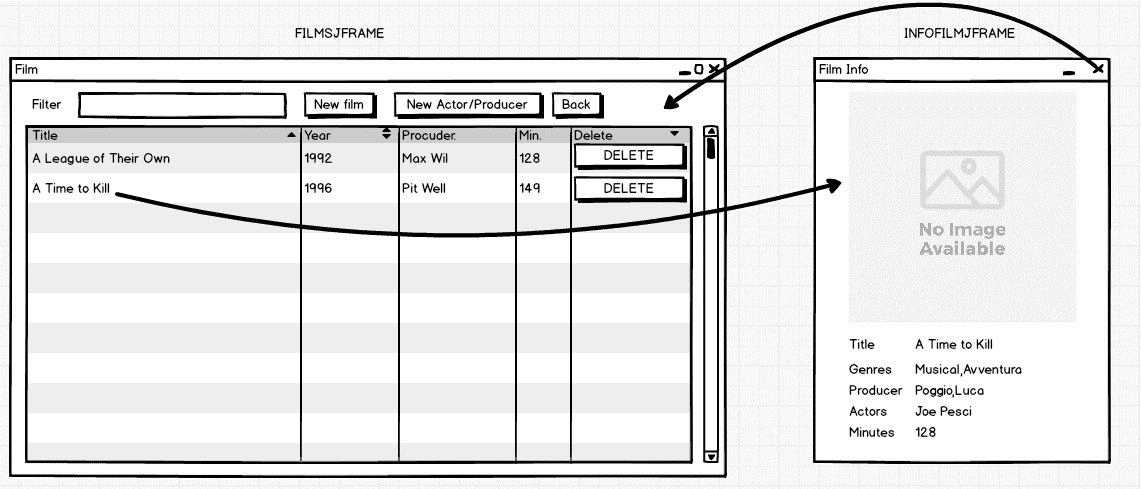 FILMSJFRAME
Film
Filter New film New Actor/Producer Back
Title Year Procuder. Min. Delete
A League of Their Own 1992 Max Wil 128 DELETE
A Time to Kill 1996 Pit Well 149 DELETE
INFOFILMJFRAME
Film Info
No Image
Available
Title A Time to Kill
Genres Musical,Avventura
Producer Poggio,Luca
Actors Joe Pesci
Minutes 128